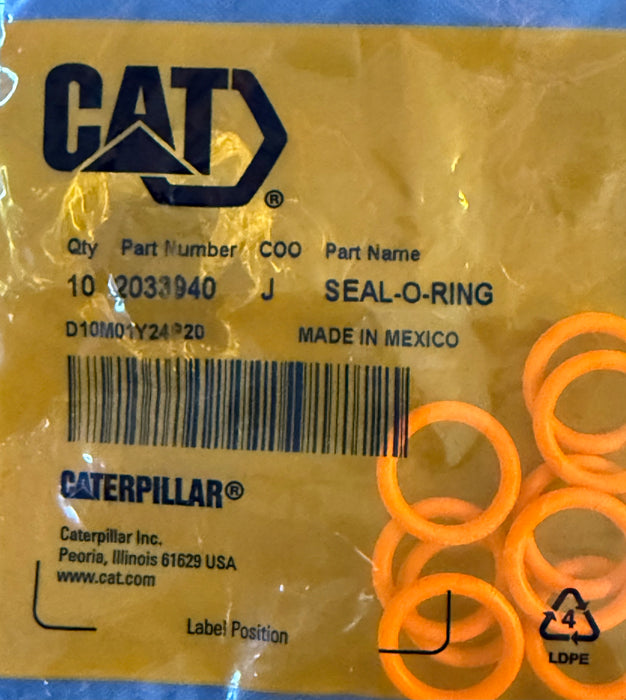 CAT®
Qty Part Number COO Part Name
10 2033940 J SEAL-O-RING
MADE IN MEXICO
CATERPILLAR®
Caterpillar Inc.
Peoria, Illinois 61629 USA
www.cat.com
Label Position
4
LDPE